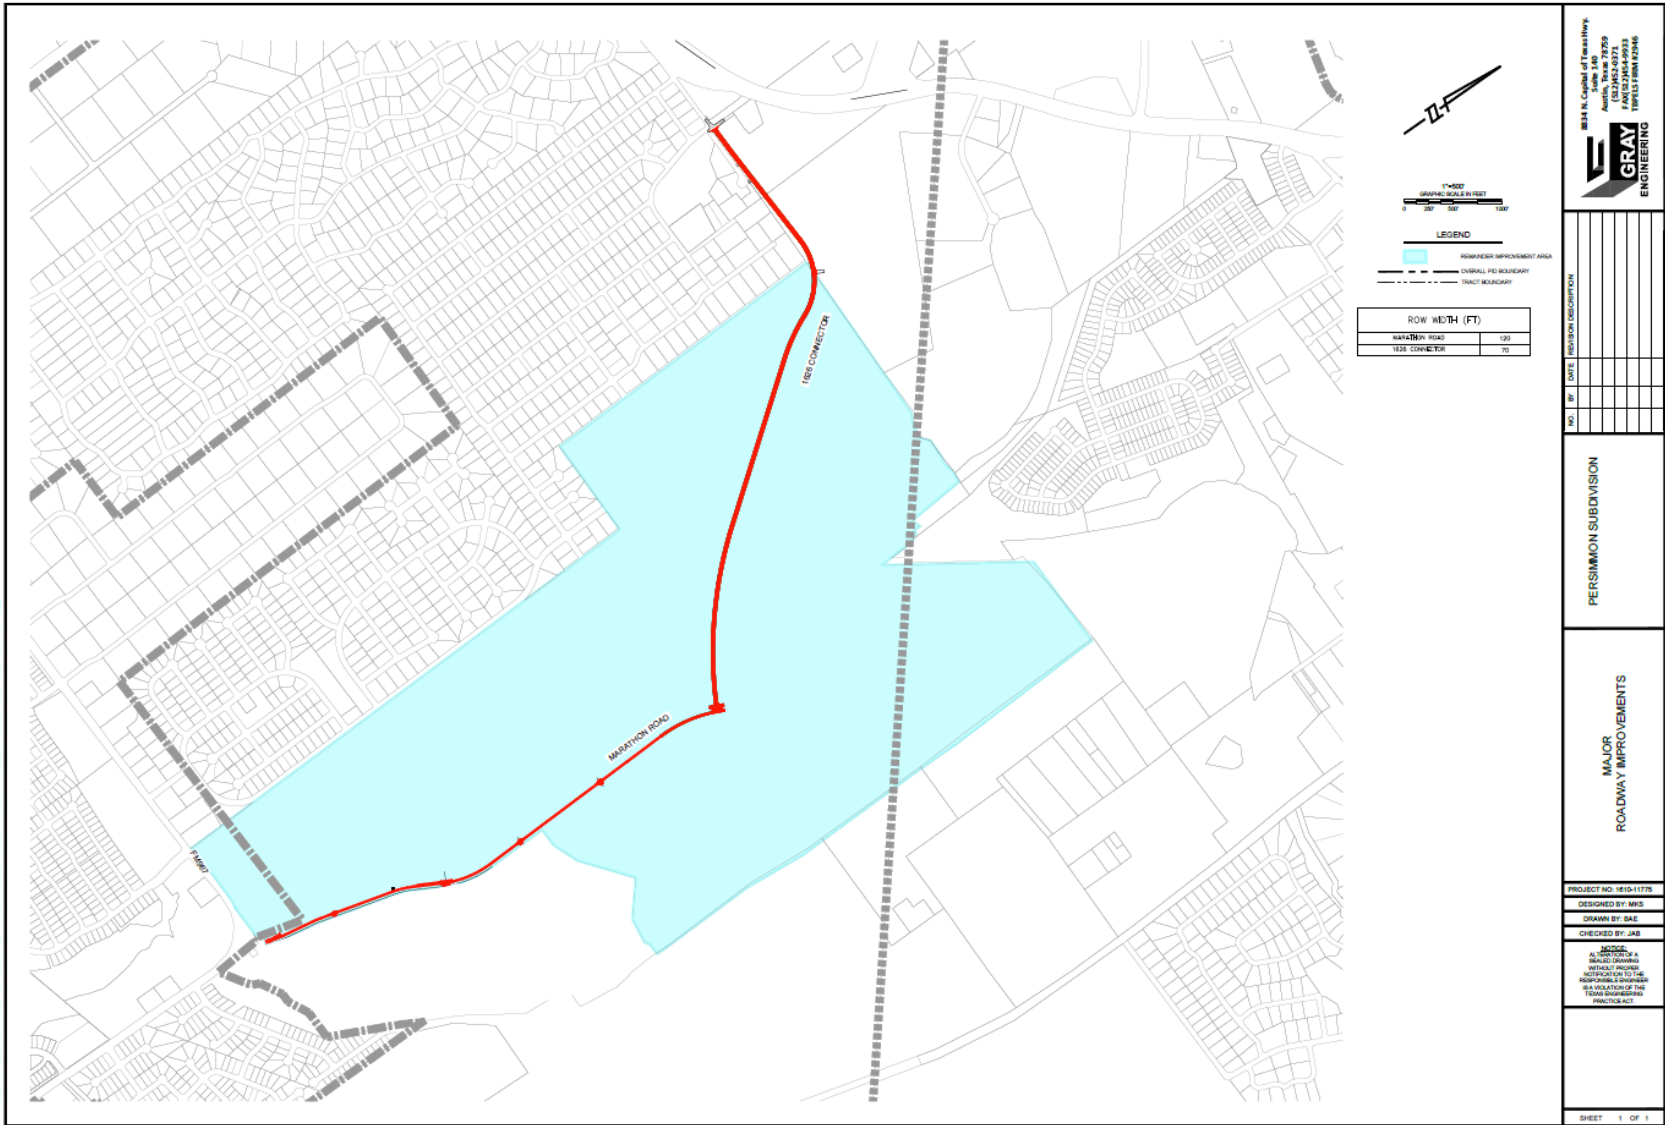 1626 CONNECTOR
MARATHON ROAD
FM967
1"=500'
GRAPHIC SCALE IN FEET
0 250' 500' 1000'
LEGEND
REMAINDER IMPROVEMENT AREA
OVERALL PID BOUNDARY
TRACT BOUNDARY
ROW WIDTH (FT)
MARATHON ROAD 120
1626 CONNECTOR 70
8834 N. Capital of Texas Hwy.
Suite 140
Austin, Texas 78759
(512)452-0371
FAX(512)454-9933
TBPELS FIRM #2946
GRAY
ENGINEERING
NO. BY DATE REVISION DESCRIPTION
PERSIMMON SUBDIVISION
MAJOR
ROADWAY IMPROVEMENTS
PROJECT NO: 1610-11775
DESIGNED BY: MKS
DRAWN BY: BAE
CHECKED BY: JAB
NOTICE:
ALTERATION OF A
SEALED DRAWING
WITHOUT PROPER
NOTIFICATION TO THE
RESPONSIBLE ENGINEER
IS A VIOLATION OF THE
TEXAS ENGINEERING
PRACTICE ACT
SHEET 1 OF 1